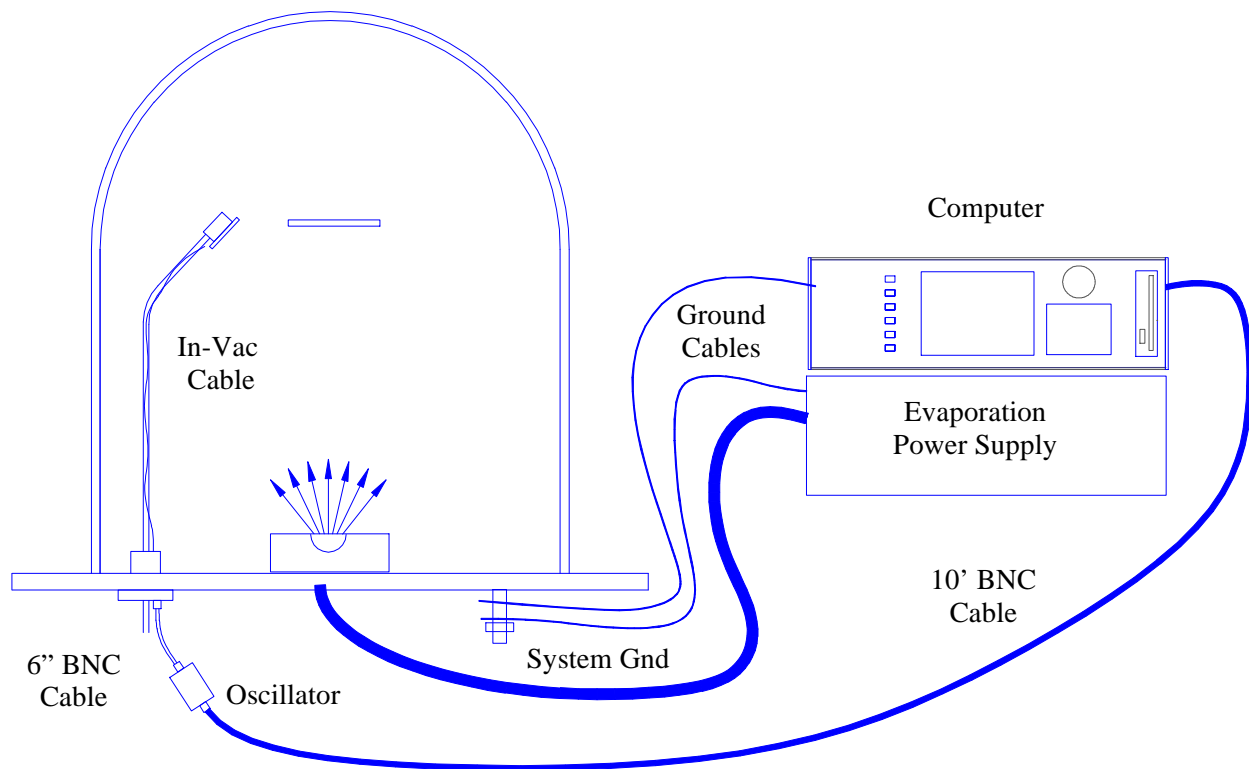 Computer
Ground
Cables
In-Vac
Cable
Evaporation
Power Supply
10’ BNC
Cable
System Gnd
6” BNC
Cable
Oscillator